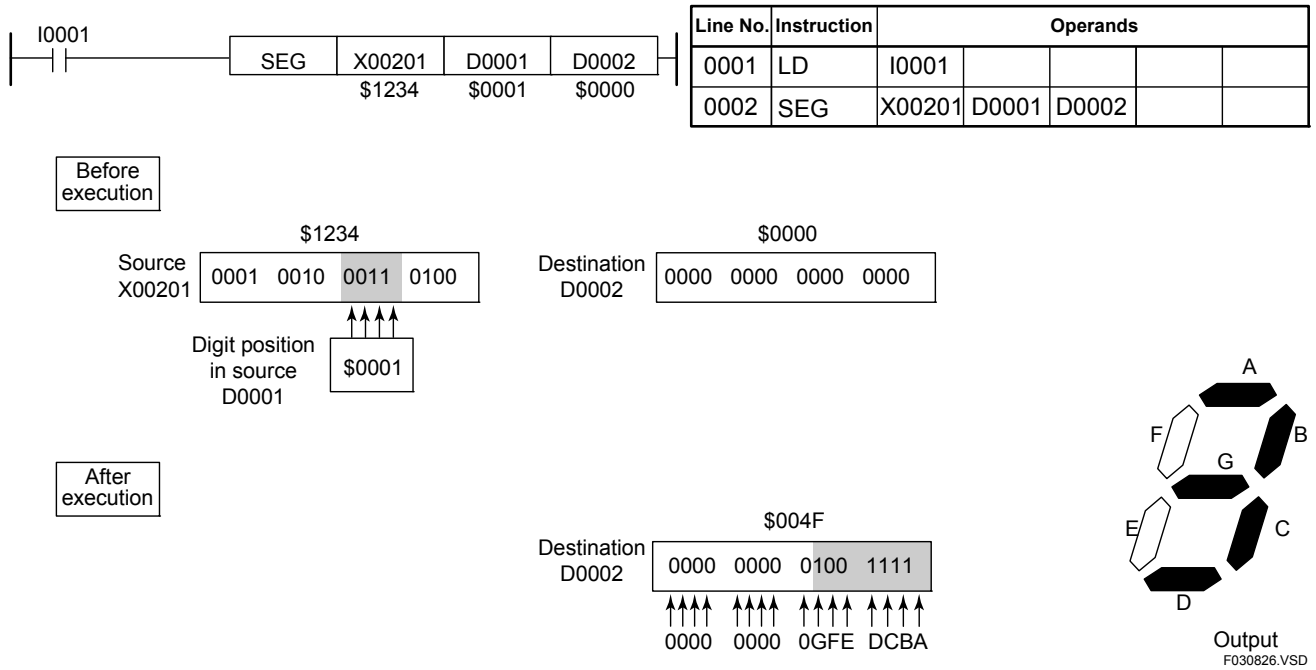 I0001
SEG X00201 D0001 D0002
$1234 $0001 $0000
Line No. Instruction Operands
0001 LD I0001
0002 SEG X00201 D0001 D0002
Before
execution
$1234
Source
X00201
0001 0010 0011 0100
Digit position
in source
D0001
$0001
$0000
Destination
D0002
0000 0000 0000 0000
After
execution
$004F
Destination
D0002
0000 0000 0100 1111
0000 0000 0GFE DCBA
A
F
B
G
E
C
D
Output
F030826.VSD